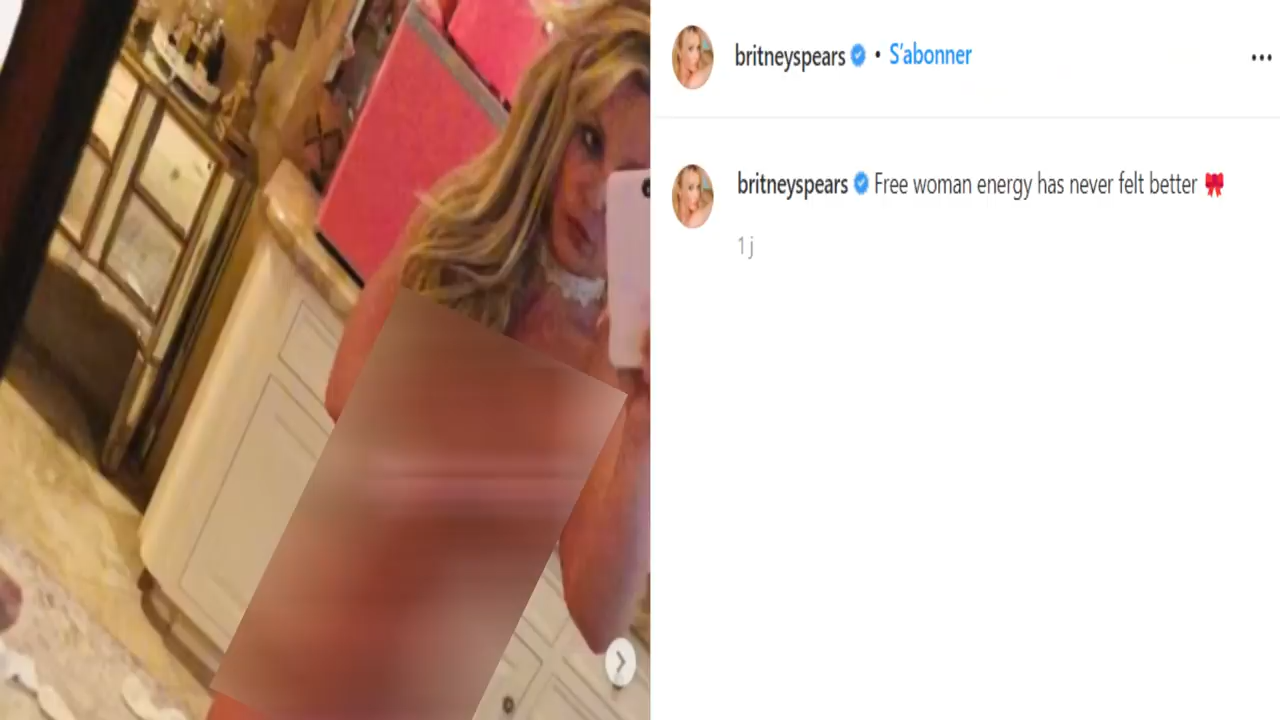 britneyspears • S'abonner
britneyspears Free woman energy has never felt better 🎀
1 j